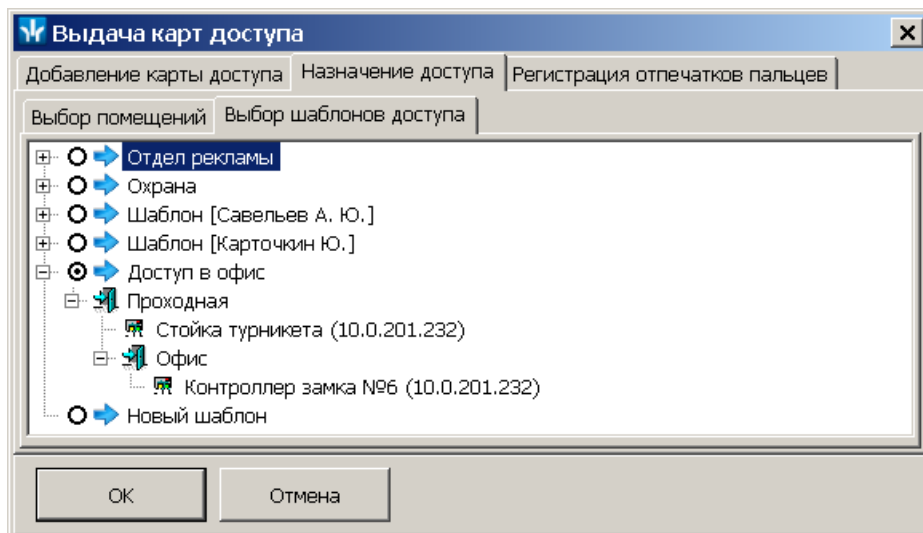 Выдача карт доступа
Добавление карты доступа Назначение доступа Регистрация отпечатков пальцев
Выбор помещений Выбор шаблонов доступа
Отдел рекламы
Охрана
Шаблон [Савельев А. Ю.]
Шаблон [Карточкин Ю.]
Доступ в офис
Проходная
Стойка турникета (10.0.201.232)
Офис
Контроллер замка №6 (10.0.201.232)
Новый шаблон
ОК Отмена